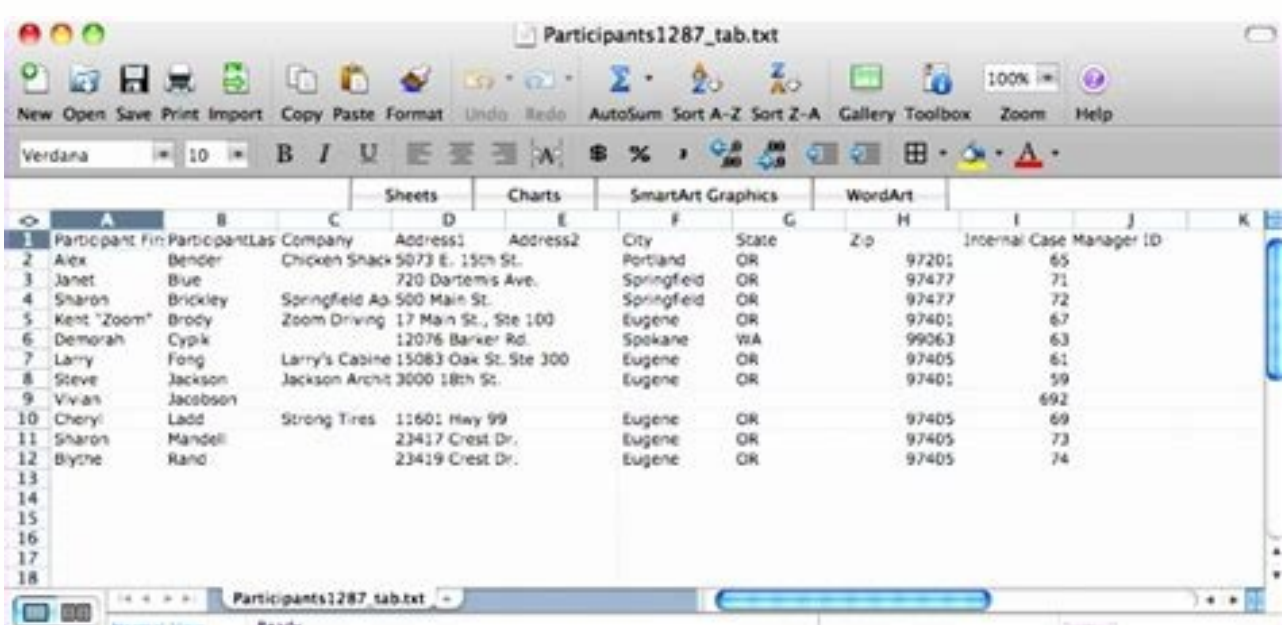 Participants1287_tab.txt
New Open Save Print Import Copy Paste Format Undo Redo AutoSum Sort A-Z Sort Z-A Gallery Toolbox Zoom Help
100%
Verdana 10 B I U A $ % , A
Sheets Charts SmartArt Graphics WordArt
A B C D E F G H I J K
1 Participant Fir ParticipantLas Company Address1 Address2 City State Zip Internal Case Manager ID
2 Alex Bender Chicken Shack 5073 E. 15th St. Portland OR 97201 65
3 Janet Blue 720 Dartemis Ave. Springfield OR 97477 71
4 Sharon Brickley Springfield Ap 500 Main St. Springfield OR 97477 72
5 Kent "Zoom" Brody Zoom Driving 17 Main St., Ste 100 Eugene OR 97401 67
6 Demorah Cypik 12076 Barker Rd. Spokane WA 99063 63
7 Larry Fong Larry's Cabine 15083 Oak St. Ste 300 Eugene OR 97405 61
8 Steve Jackson Jackson Archit 3000 18th St. Eugene OR 97401 59
9 Vivian Jacobson 692
10 Cheryl Ladd Strong Tires 11601 Hwy 99 Eugene OR 97405 69
11 Sharon Mandell 23417 Crest Dr. Eugene OR 97405 73
12 Blythe Rand 23419 Crest Dr. Eugene OR 97405 74
13
14
15
16
17
18
Participants1287_tab.txt
Ready